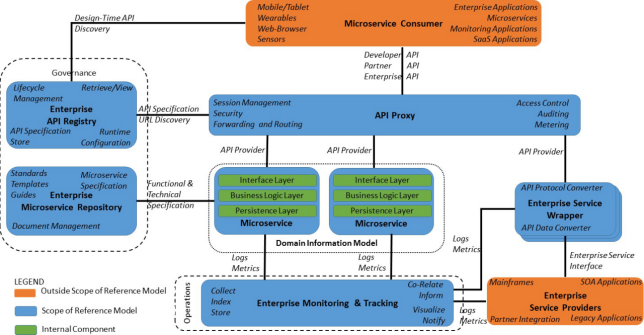 Design-Time API
Discovery
Mobile/Tablet
Wearables
Web-Browser
Sensors
Microservice Consumer
Enterprise Applications
Microservices
Monitoring Applications
SaaS Applications
Developer API
Partner API
Enterprise API
Governance
Lifecycle
Management
Retrieve/View
Enterprise
API Registry
API Specification
Store
Runtime
Configuration
API Specification
URL Discovery
Session Management
Security
Forwarding and Routing
API Proxy
Access Control
Auditing
Metering
API Provider
API Provider
API Provider
Standards
Templates
Guides
Microservice
Specification
Enterprise
Microservice Repository
Document Management
Functional &
Technical
Specification
Interface Layer
Business Logic Layer
Persistence Layer
Microservice
Interface Layer
Business Logic Layer
Persistence Layer
Microservice
Domain Information Model
API Protocol Converter
Enterprise Service
Wrapper
API Data Converter
Logs
Metrics
Logs
Metrics
Logs
Metrics
Enterprise Service
Interface
Operations
Collect
Index
Store
Enterprise Monitoring & Tracking
Co-Relate
Inform
Visualize
Notify
Logs
Metrics
Mainframes
SOA Applications
Enterprise
Service Providers
Partner Integration
Legacy Applications
LEGEND
Outside Scope of Reference Model
Scope of Reference Model
Internal Component